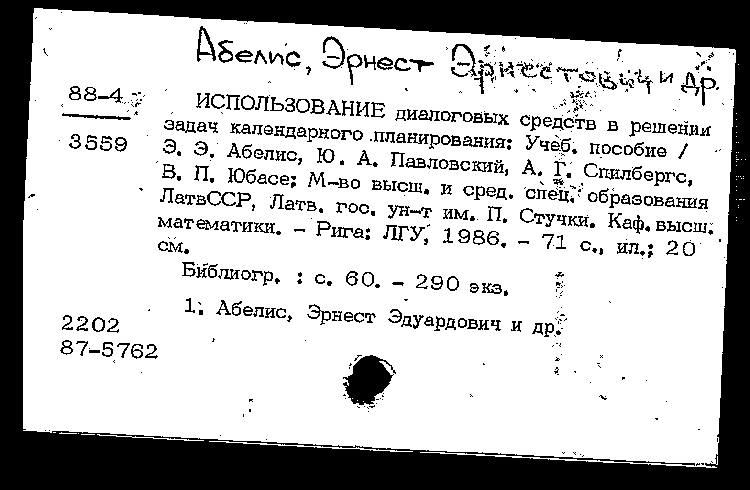 Абелис, Эрнест Эрнестович и др.
88-4
3559
ИСПОЛЬЗОВАНИЕ диалоговых средств в решении
задач календарного планирования: Учеб. пособие /
Э. Э. Абелис, Ю. А. Павловский, А. Г. Спилбергс,
В. П. Юбасе; М-во высш. и сред. спец. образования
ЛатвССР, Латв. гос. ун-т им. П. Стучки. Каф. высш.
математики. - Рига: ЛГУ, 1986. - 71 с., ил.; 20
см.
Библиогр. : с. 60. - 290 экз.
1. Абелис, Эрнест Эдуардович и др.
2202
87-5762